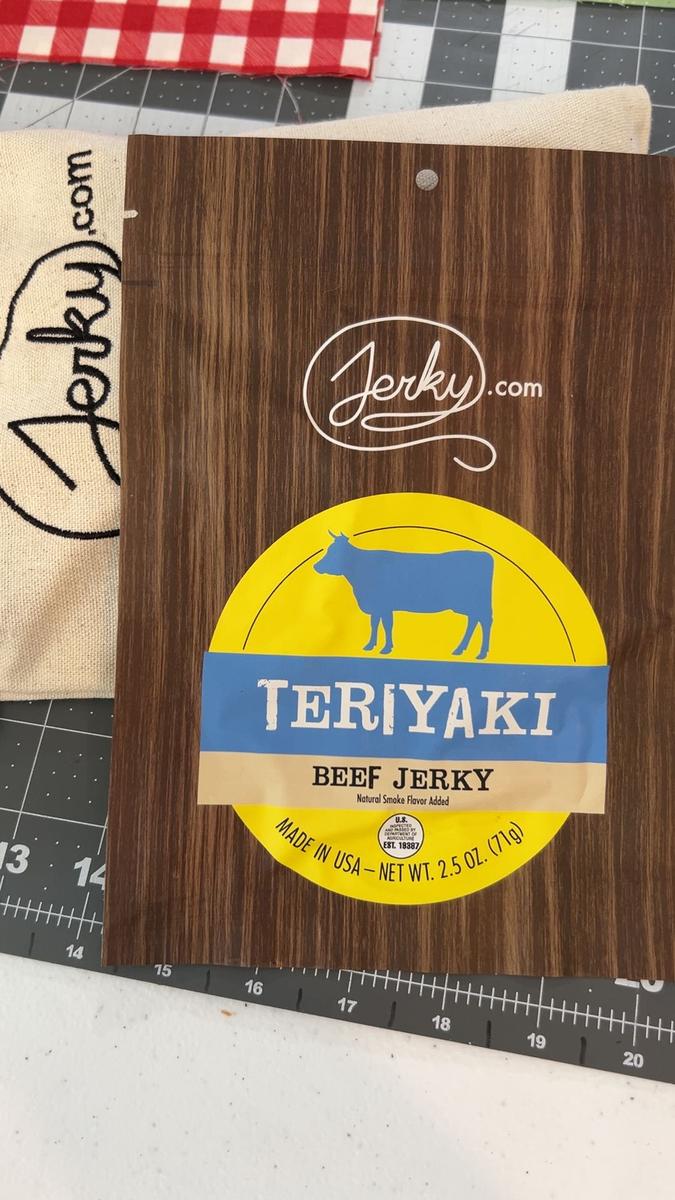 Jerky.com
Jerky.com
TERIYAKI
BEEF JERKY
Natural Smoke Flavor Added
U.S.
INSPECTED
AND PASSED BY
DEPARTMENT OF
AGRICULTURE
EST. 19387
MADE IN USA – NET WT. 2.5 OZ. (71g)
13
14
14
15
16
17
18
19
20
20